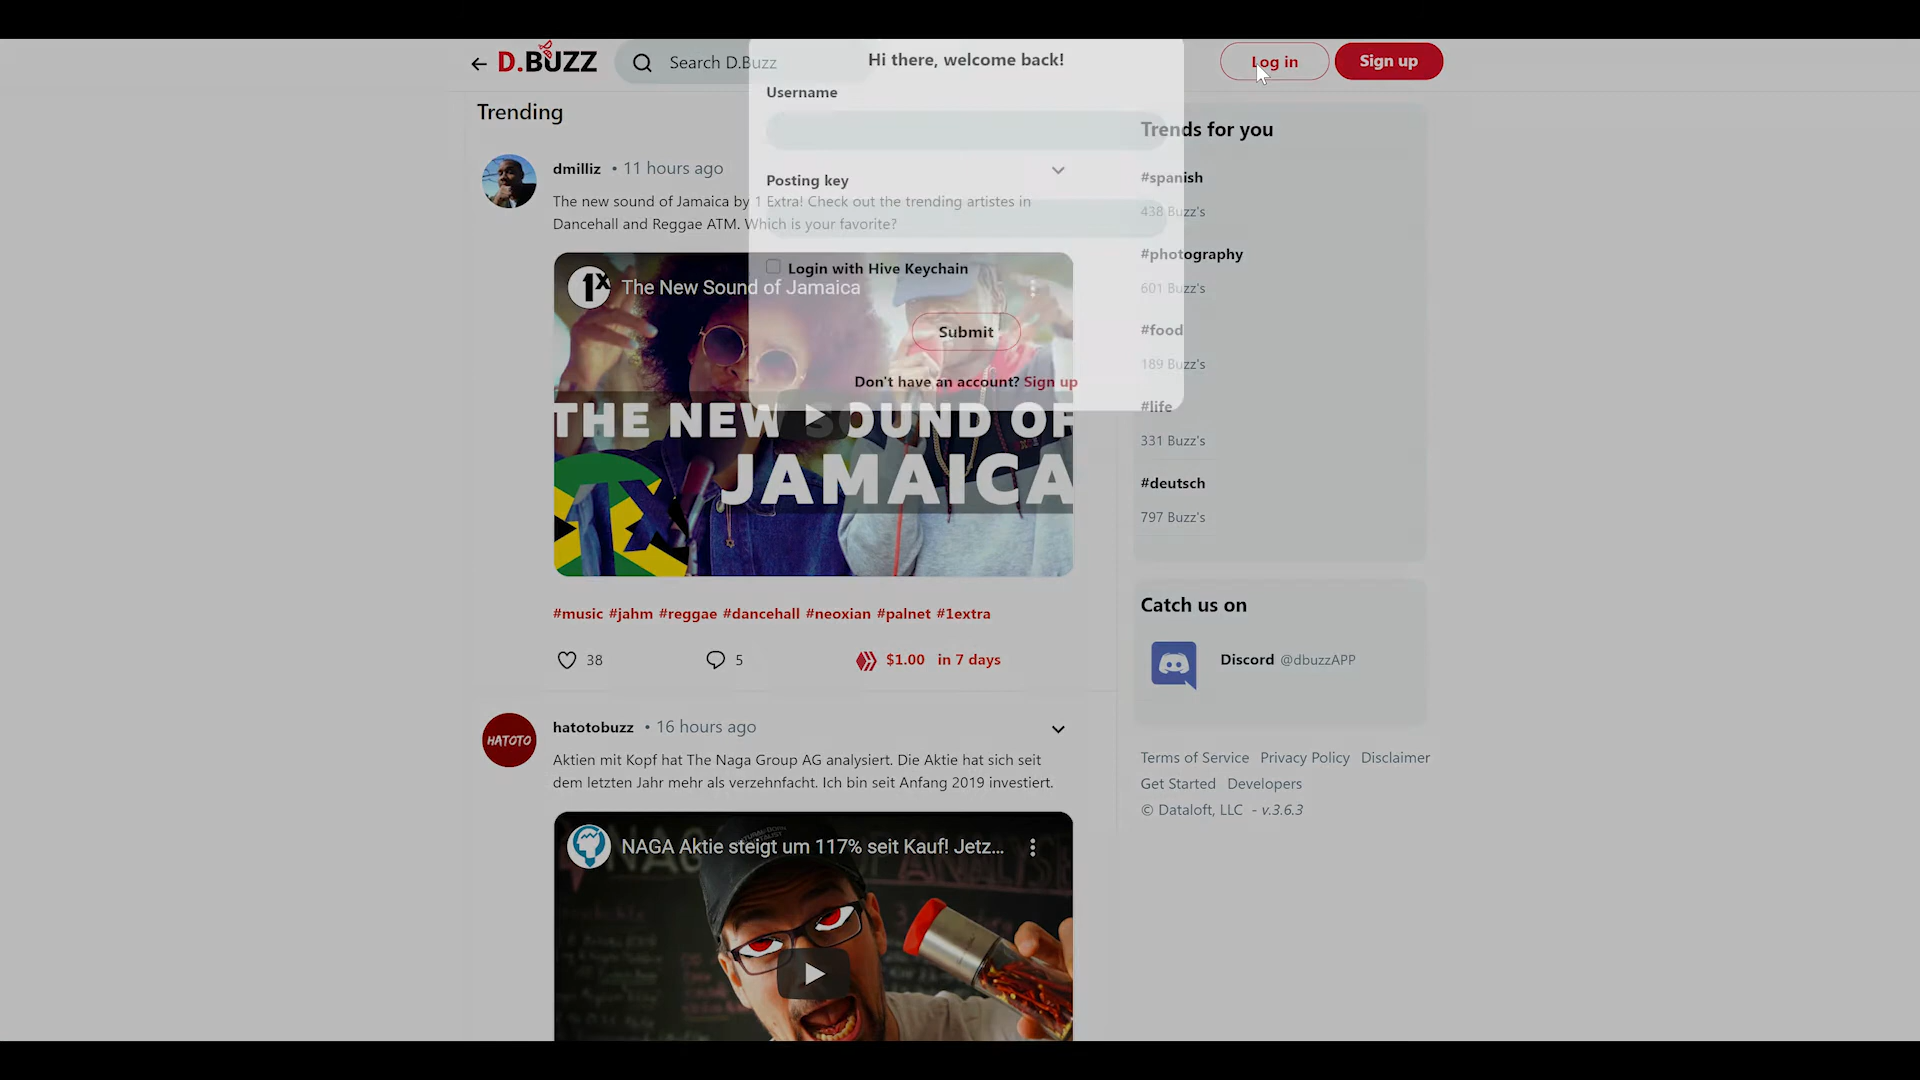 D.BUZZ
Search D.Buzz
Hi there, welcome back!
Log in
Sign up
Username
Posting key
Login with Hive Keychain
Submit
Don't have an account? Sign up
Trending
dmilliz • 11 hours ago
The new sound of Jamaica by 1 Extra! Check out the trending artistes in
Dancehall and Reggae ATM. Which is your favorite?
1X
The New Sound of Jamaica
THE NEW SOUND OF
JAMAICA
1X
#music #jahm #reggae #dancehall #neoxian #palnet #1extra
38
5
$1.00 in 7 days
HATOTO
hatotobuzz • 16 hours ago
Aktien mit Kopf hat The Naga Group AG analysiert. Die Aktie hat sich seit
dem letzten Jahr mehr als verzehnfacht. Ich bin seit Anfang 2019 investiert.
NAGA Aktie steigt um 117% seit Kauf! Jetz...
Trends for you
#spanish
438 Buzz's
#photography
601 Buzz's
#food
189 Buzz's
#life
331 Buzz's
#deutsch
797 Buzz's
Catch us on
Discord @dbuzzAPP
Terms of Service Privacy Policy Disclaimer
Get Started Developers
© Dataloft, LLC - v.3.6.3